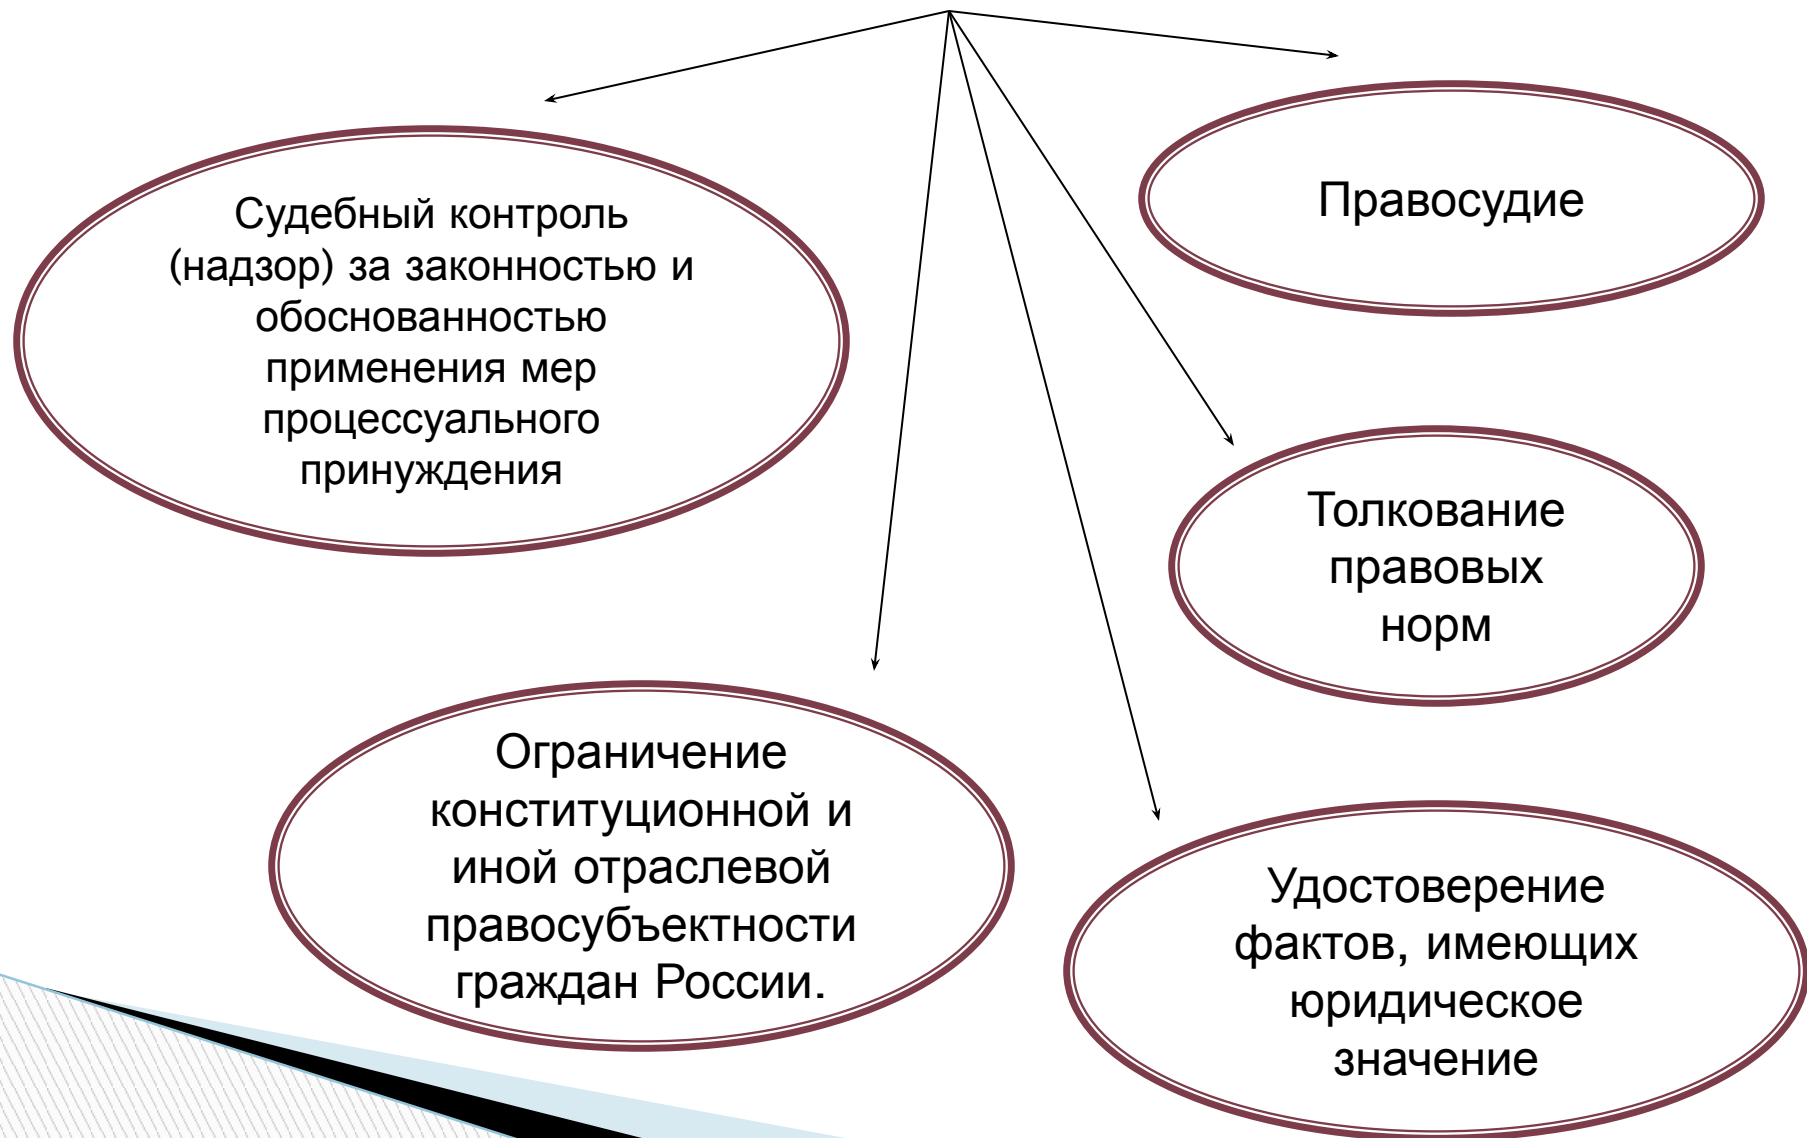 Судебный контроль
(надзор) за законностью и
обоснованностью
применения мер
процессуального
принуждения
Правосудие
Толкование
правовых
норм
Ограничение
конституционной и
иной отраслевой
правосубъектности
граждан России.
Удостоверение
фактов, имеющих
юридическое
значение